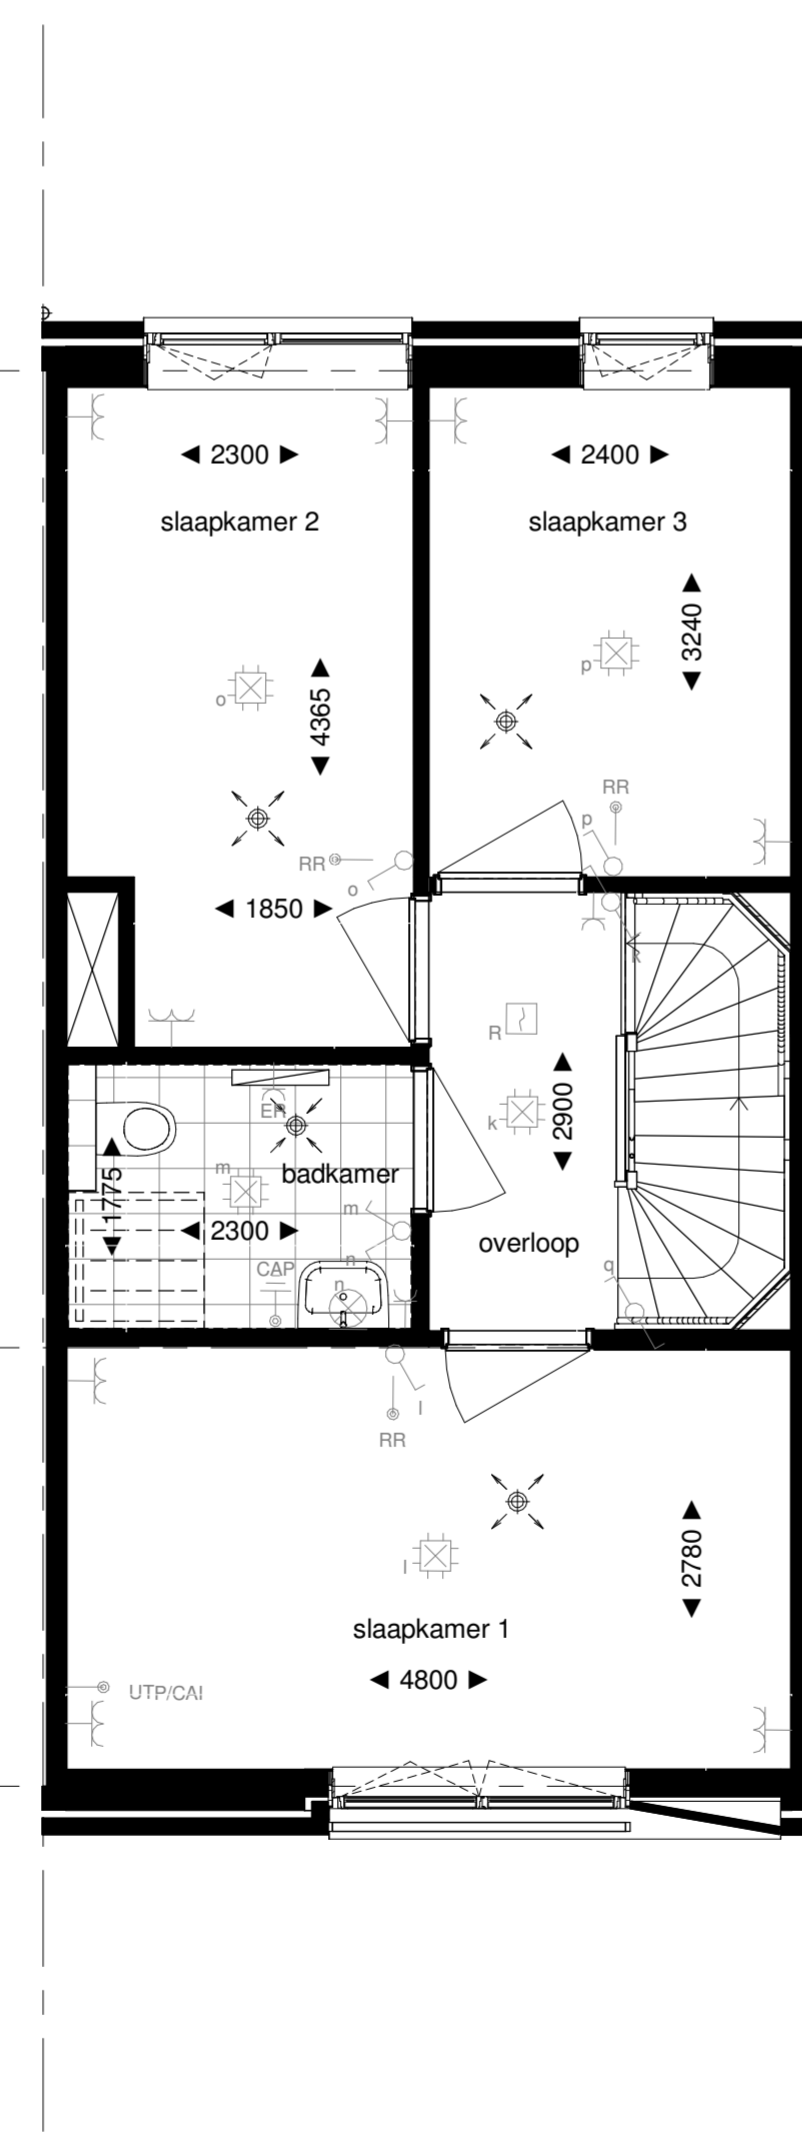 2300
2400
slaapkamer 2
slaapkamer 3
3240
p
o
4365
RR
p
RR
o
1850
k
R
2900
k
ER
m
badkamer
1775
2300
m
n
overloop
CAP
n
q
l
RR
2780
l
slaapkamer 1
4800
UTP/CAI